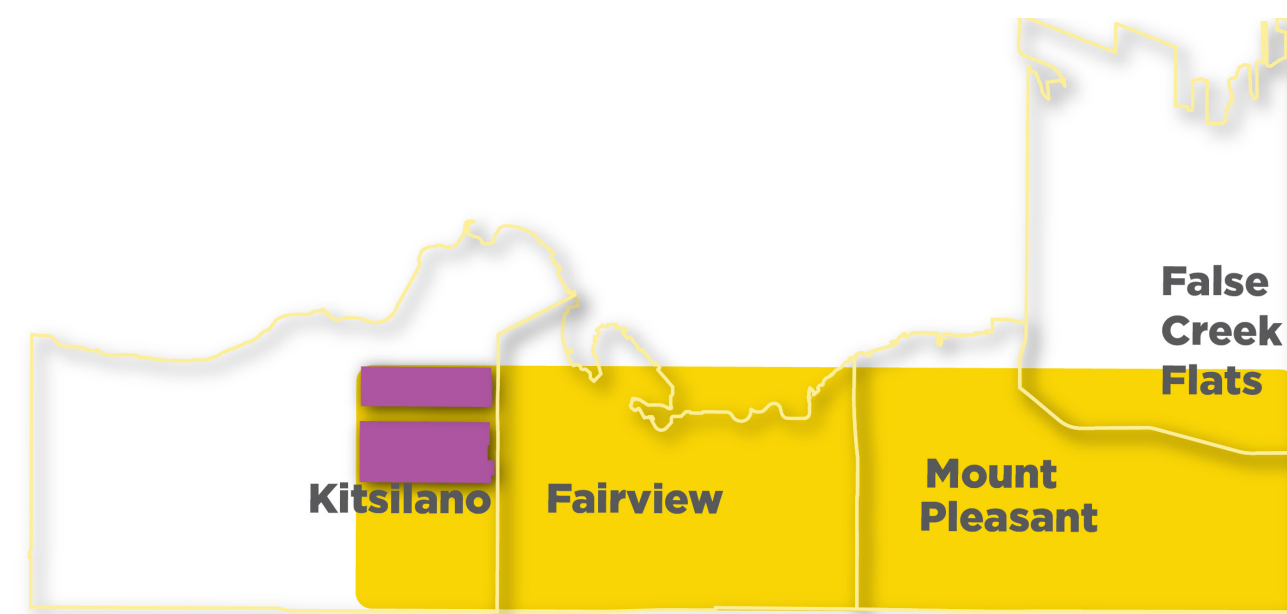 False
Creek
Flats
Kitsilano
Fairview
Mount
Pleasant